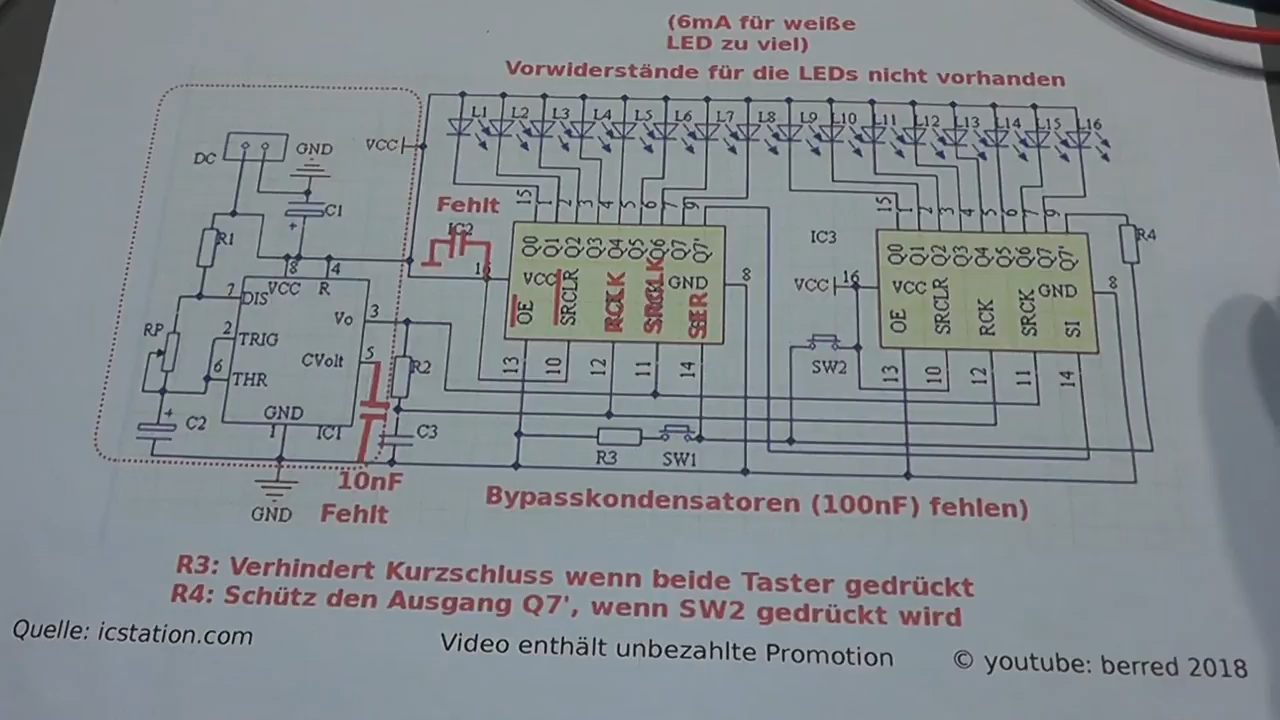 (6mA für weiße
LED zu viel)
Vorwiderstände für die LEDs nicht vorhanden
L1 L2 L3 L4 L5 L6 L7 L8 L9 L10 L11 L12 L13 L14 L15 L16
DC GND VCC
C1
Fehlt
IC2
15 1 2 3 4 5 6 7 9
15 1 2 3 4 5 6 7 9
R1
IC3
R4
Q0 Q1 Q2 Q3 Q4 Q5 Q6 Q7 Q7'
Q0 Q1 Q2 Q3 Q4 Q5 Q6 Q7 Q7'
8 4
16
VCC GND 8
VCC 16 VCC GND 8
7 DIS VCC R
OE SRCLR RCLK SRCLK SER
OE SRCLR RCK SRCK SI
Vo 3
RP 2 TRIG
CVolt 5
6 THR
R2
SW2
13 10 12 11 14
13 10 12 11 14
GND
1 IC1
C2
C3
R3 SW1
10nF
GND Fehlt
Bypasskondensatoren (100nF) fehlen)
R3: Verhindert Kurzschluss wenn beide Taster gedrückt
R4: Schütz den Ausgang Q7', wenn SW2 gedrückt wird
Quelle: icstation.com
Video enthält unbezahlte Promotion
© youtube: berred 2018